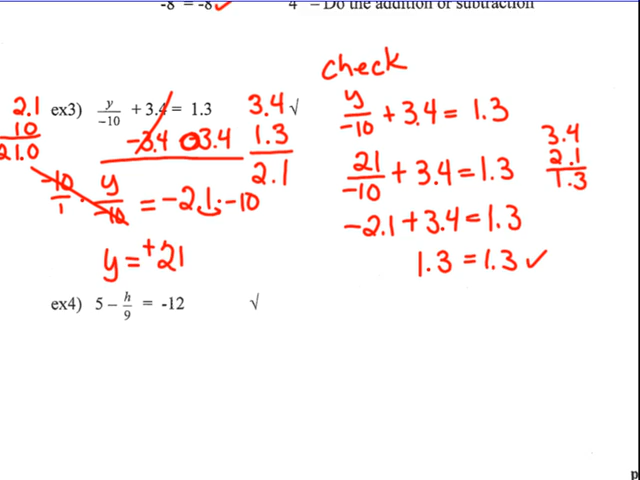 -8 = -8 ✓
4 – Do the addition or subtraction
check
ex3) y/-10 + 3.4 = 1.3 √
-3.4 -3.4
2.1
10
21.0
3.4
1.3
2.1
-10/1 · y/-10 = -2.1 · -10
y = +21
y/-10 + 3.4 = 1.3
21/-10 + 3.4 = 1.3
3.4
2.1
1.3
-2.1 + 3.4 = 1.3
1.3 = 1.3 ✓
ex4) 5 – h/9 = -12 √
p